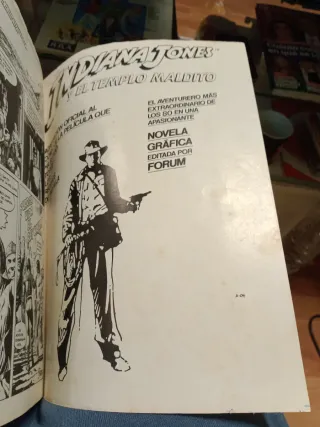 INDIANA JONES
Y EL TEMPLO MALDITO
OFICIAL AL
PELÍCULA QUE
EL AVENTURERO MÁS
EXTRAORDINARIO DE
LOS 80 EN UNA
APASIONANTE
NOVELA
GRÁFICA
EDITADA POR
FORUM